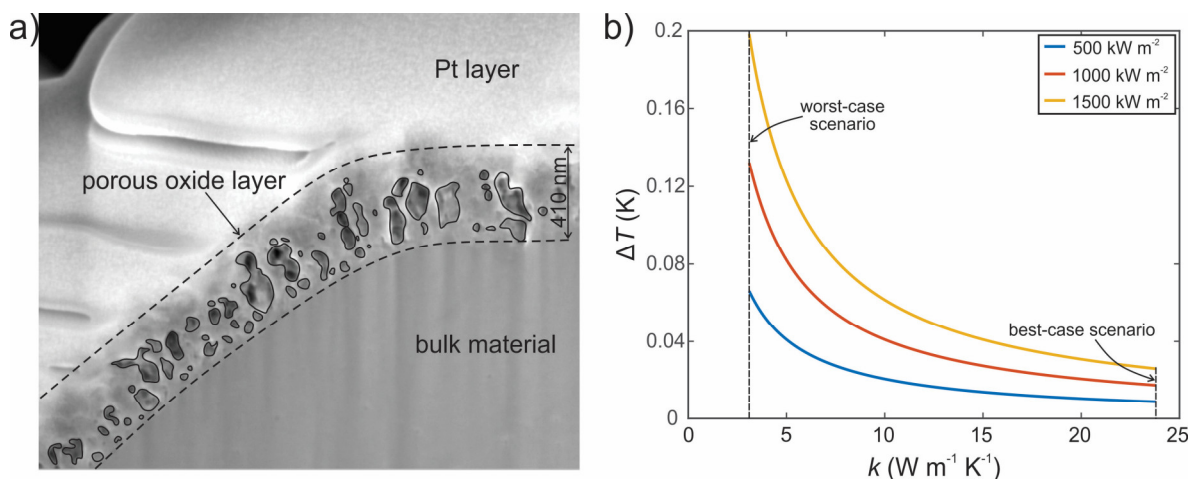 a)
Pt layer
porous oxide layer
410 nm
bulk material
b)
0.2
0.16
0.12
0.08
0.04
0
ΔT (K)
500 kW m⁻²
1000 kW m⁻²
1500 kW m⁻²
worst-case
scenario
best-case scenario
0 5 10 15 20 25
k (W m⁻¹ K⁻¹)